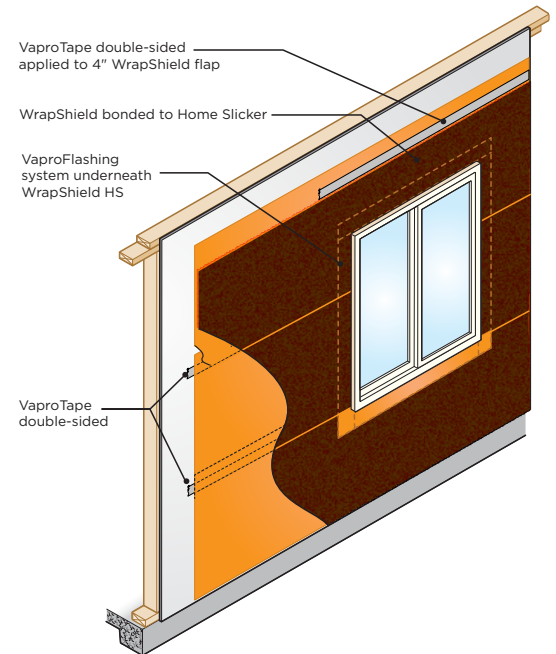 VaproTape double-sided
applied to 4" WrapShield flap
WrapShield bonded to Home Slicker
VaproFlashing
system underneath
WrapShield HS
VaproTape
double-sided